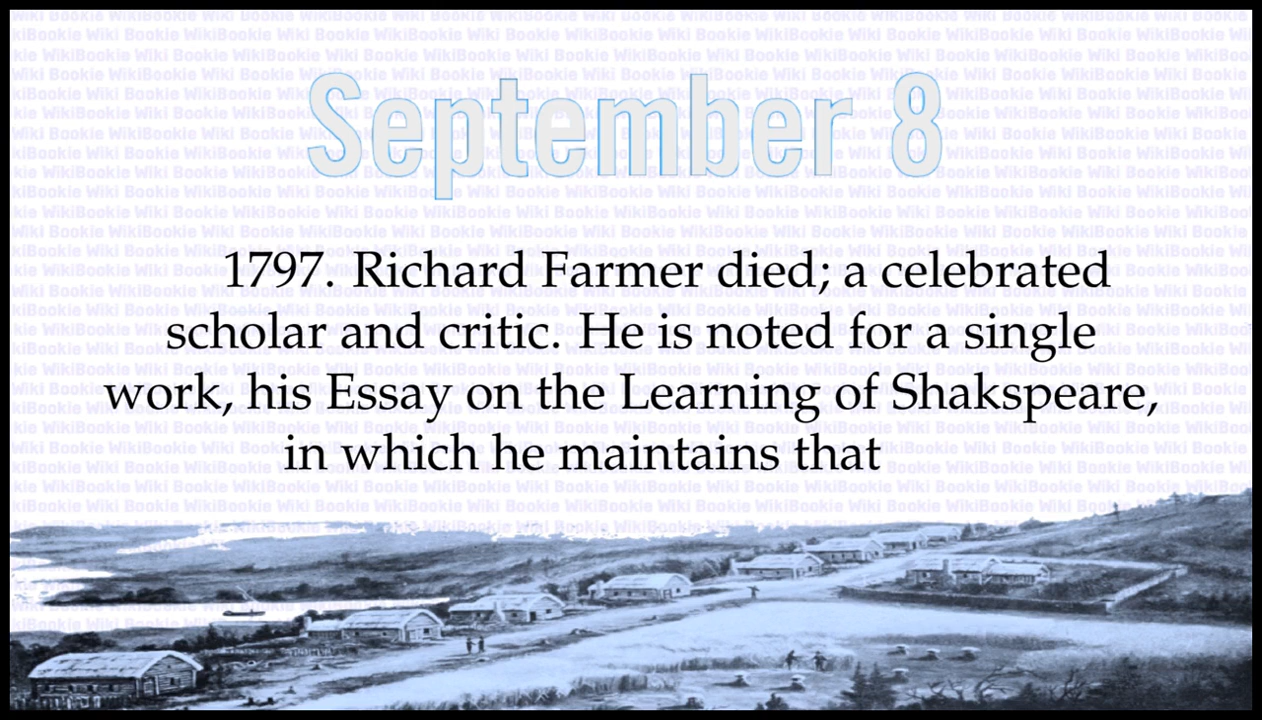 September 8
1797. Richard Farmer died; a celebrated
scholar and critic. He is noted for a single
work, his Essay on the Learning of Shakspeare,
in which he maintains that